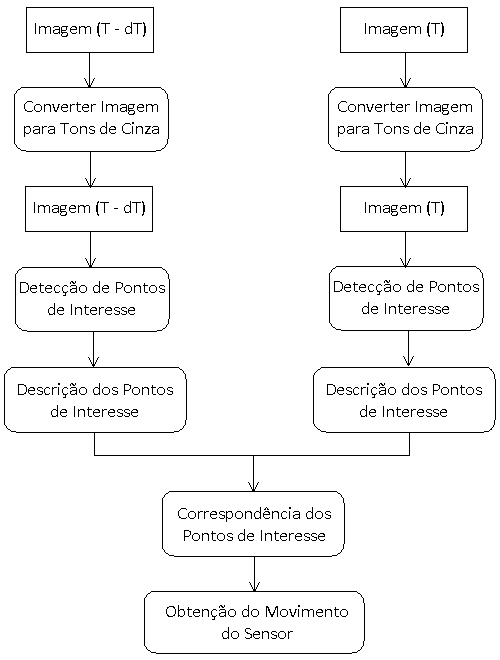 Imagem (T - dT)
Imagem (T)
Converter Imagem
para Tons de Cinza
Converter Imagem
para Tons de Cinza
Imagem (T - dT)
Imagem (T)
Detecção de Pontos
de Interesse
Detecção de Pontos
de Interesse
Descrição dos Pontos
de Interesse
Descrição dos Pontos
de Interesse
Correspondência dos
Pontos de Interesse
Obtenção do Movimento
do Sensor